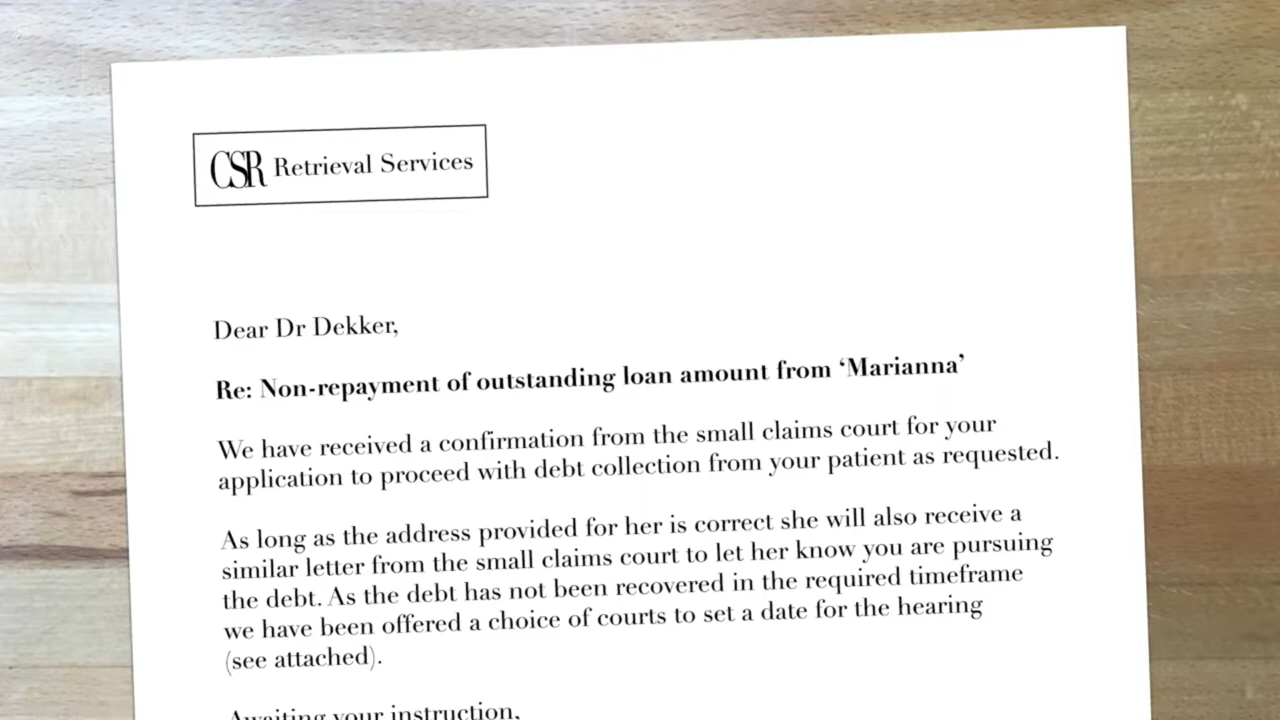 CSR Retrieval Services
Dear Dr Dekker,
Re: Non-repayment of outstanding loan amount from ‘Marianna’
We have received a confirmation from the small claims court for your
application to proceed with debt collection from your patient as requested.
As long as the address provided for her is correct she will also receive a
similar letter from the small claims court to let her know you are pursuing
the debt. As the debt has not been recovered in the required timeframe
we have been offered a choice of courts to set a date for the hearing
(see attached).
Awaiting your instruction,